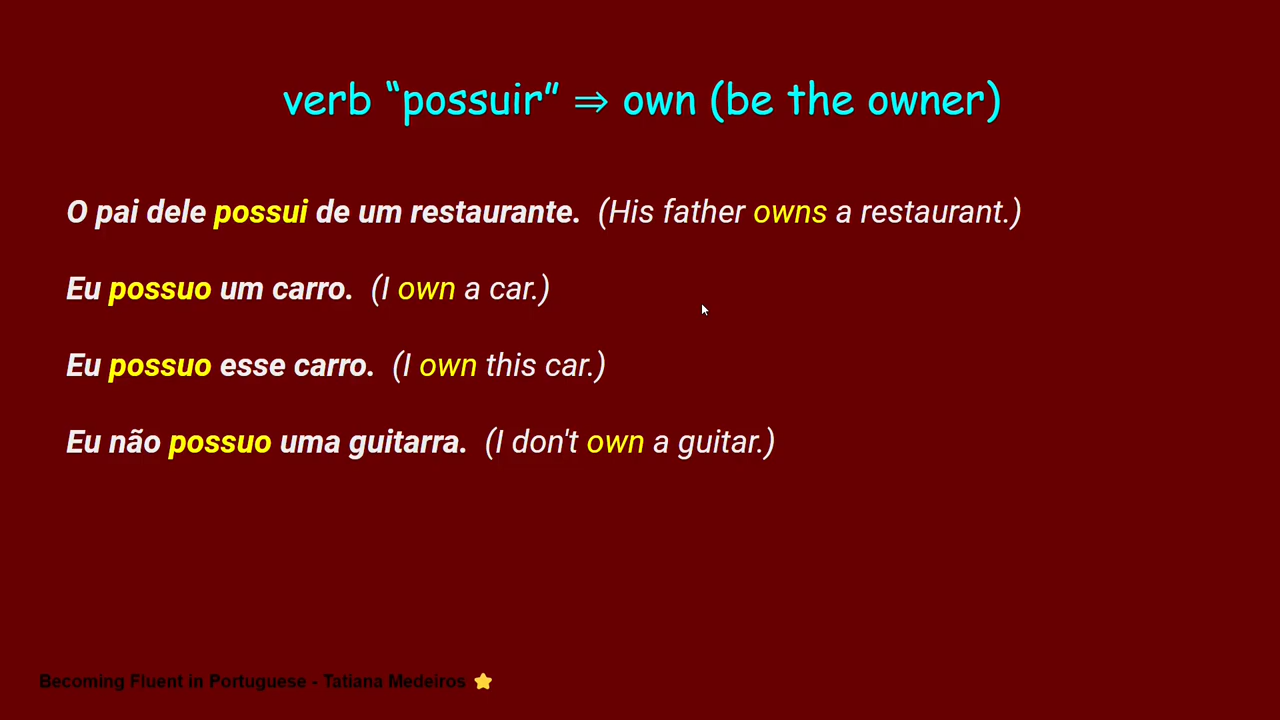 verb “possuir” ⇒ own (be the owner)
O pai dele possui de um restaurante. (His father owns a restaurant.)
Eu possuo um carro. (I own a car.)
Eu possuo esse carro. (I own this car.)
Eu não possuo uma guitarra. (I don't own a guitar.)
Becoming Fluent in Portuguese - Tatiana Medeiros